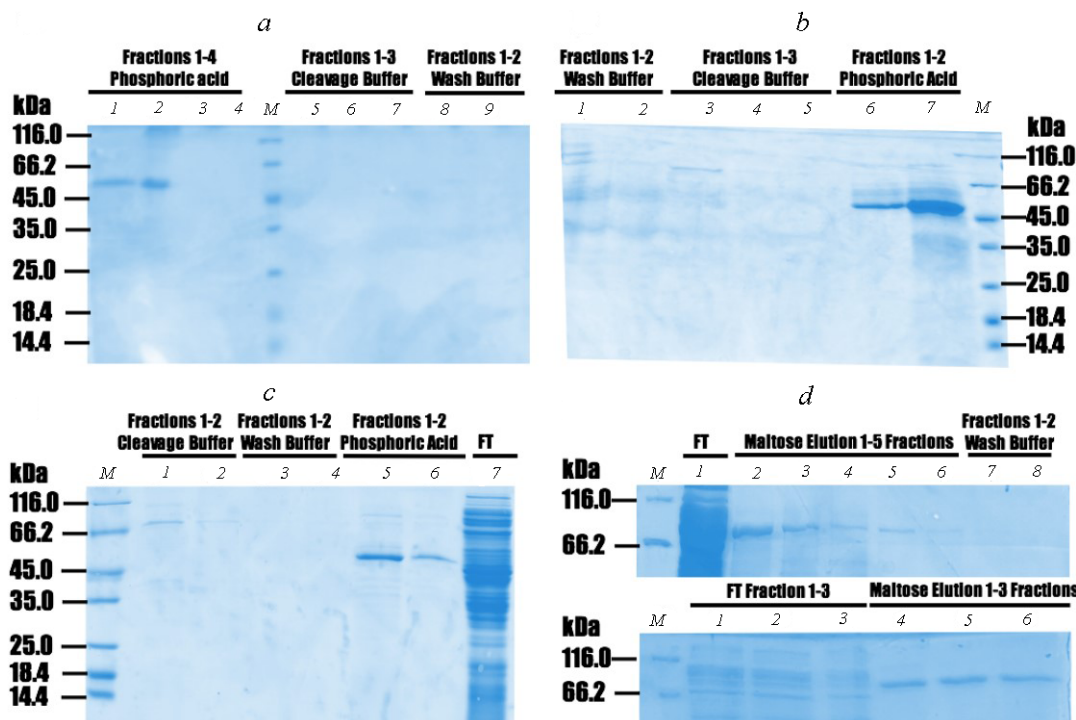 a
Fractions 1-4
Phosphoric acid
Fractions 1-3
Cleavage Buffer
Fractions 1-2
Wash Buffer
kDa
1 2 3 4 M 5 6 7 8 9
116.0
66.2
45.0
35.0
25.0
18.4
14.4
b
Fractions 1-2
Wash Buffer
Fractions 1-3
Cleavage Buffer
Fractions 1-2
Phosphoric Acid
1 2 3 4 5 6 7 M
kDa
116.0
66.2
45.0
35.0
25.0
18.4
14.4
c
Fractions 1-2
Cleavage Buffer
Fractions 1-2
Wash Buffer
Fractions 1-2
Phosphoric Acid
FT
kDa
M 1 2 3 4 5 6 7
116.0
66.2
45.0
35.0
25.0
18.4
14.4
d
FT
Maltose Elution 1-5 Fractions
Fractions 1-2
Wash Buffer
kDa
M 1 2 3 4 5 6 7 8
116.0
66.2
FT Fraction 1-3
Maltose Elution 1-3 Fractions
kDa
M 1 2 3 4 5 6
116.0
66.2